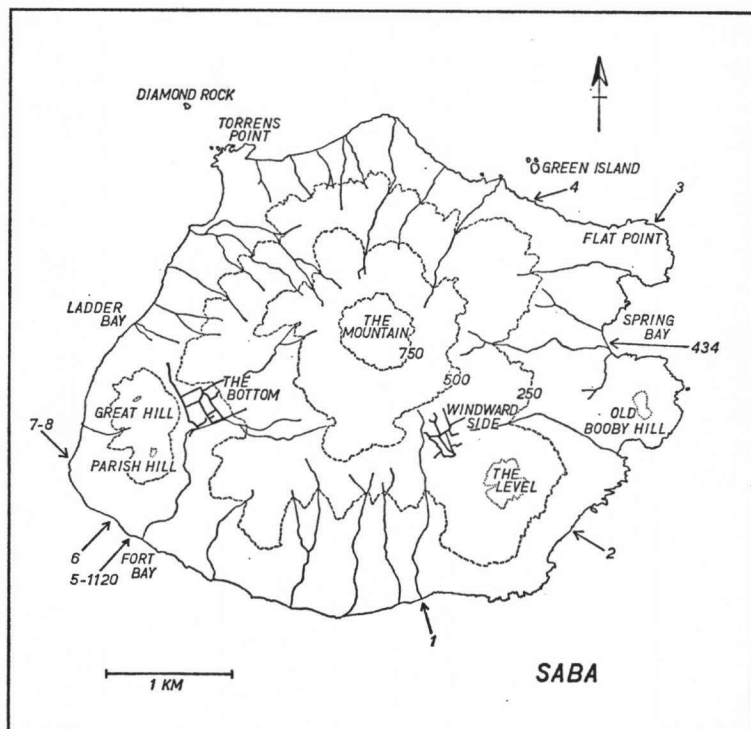 DIAMOND ROCK
TORRENS
POINT
GREEN ISLAND
4
3
FLAT POINT
LADDER
BAY
THE
MOUNTAIN
750
SPRING
BAY
434
500
250
THE
BOTTOM
GREAT HILL
WINDWARD
SIDE
OLD
BOOBY HILL
7-8
PARISH HILL
THE
LEVEL
6
5-1120
FORT
BAY
2
1
1 KM
SABA